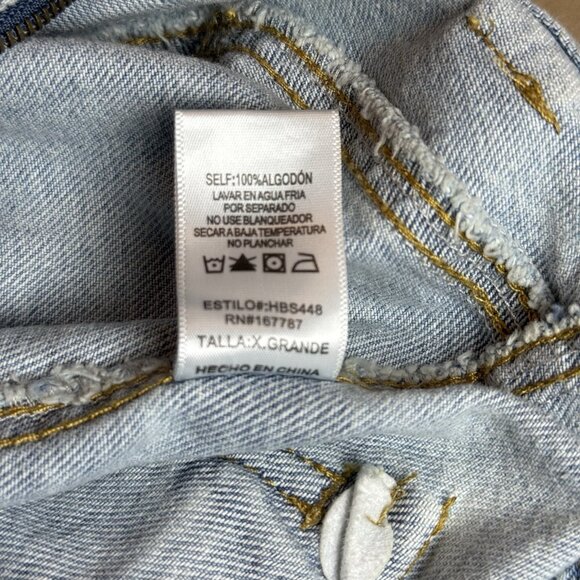 SELF:100%ALGODÓN
LAVAR EN AGUA FRIA
POR SEPARADO
NO USE BLANQUEADOR
SECAR A BAJA TEMPERATURA
NO PLANCHAR
ESTILO#:HBS448
RN#167787
TALLA:X.GRANDE
HECHO EN CHINA